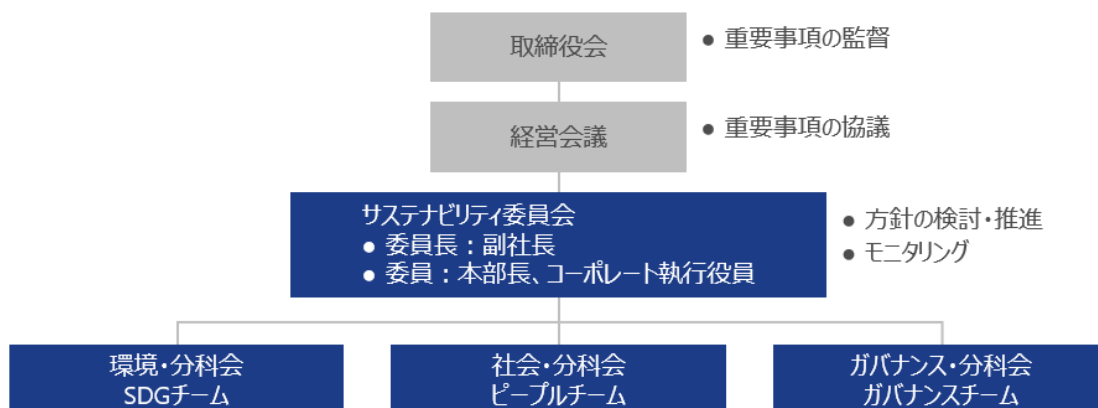 取締役会
● 重要事項の監督
経営会議
● 重要事項の協議
サステナビリティ委員会
● 委員長：副社長
● 委員：本部長、コーポレート執行役員
● 方針の検討・推進
● モニタリング
環境・分科会
SDGチーム
社会・分科会
ピープルチーム
ガバナンス・分科会
ガバナンスチーム